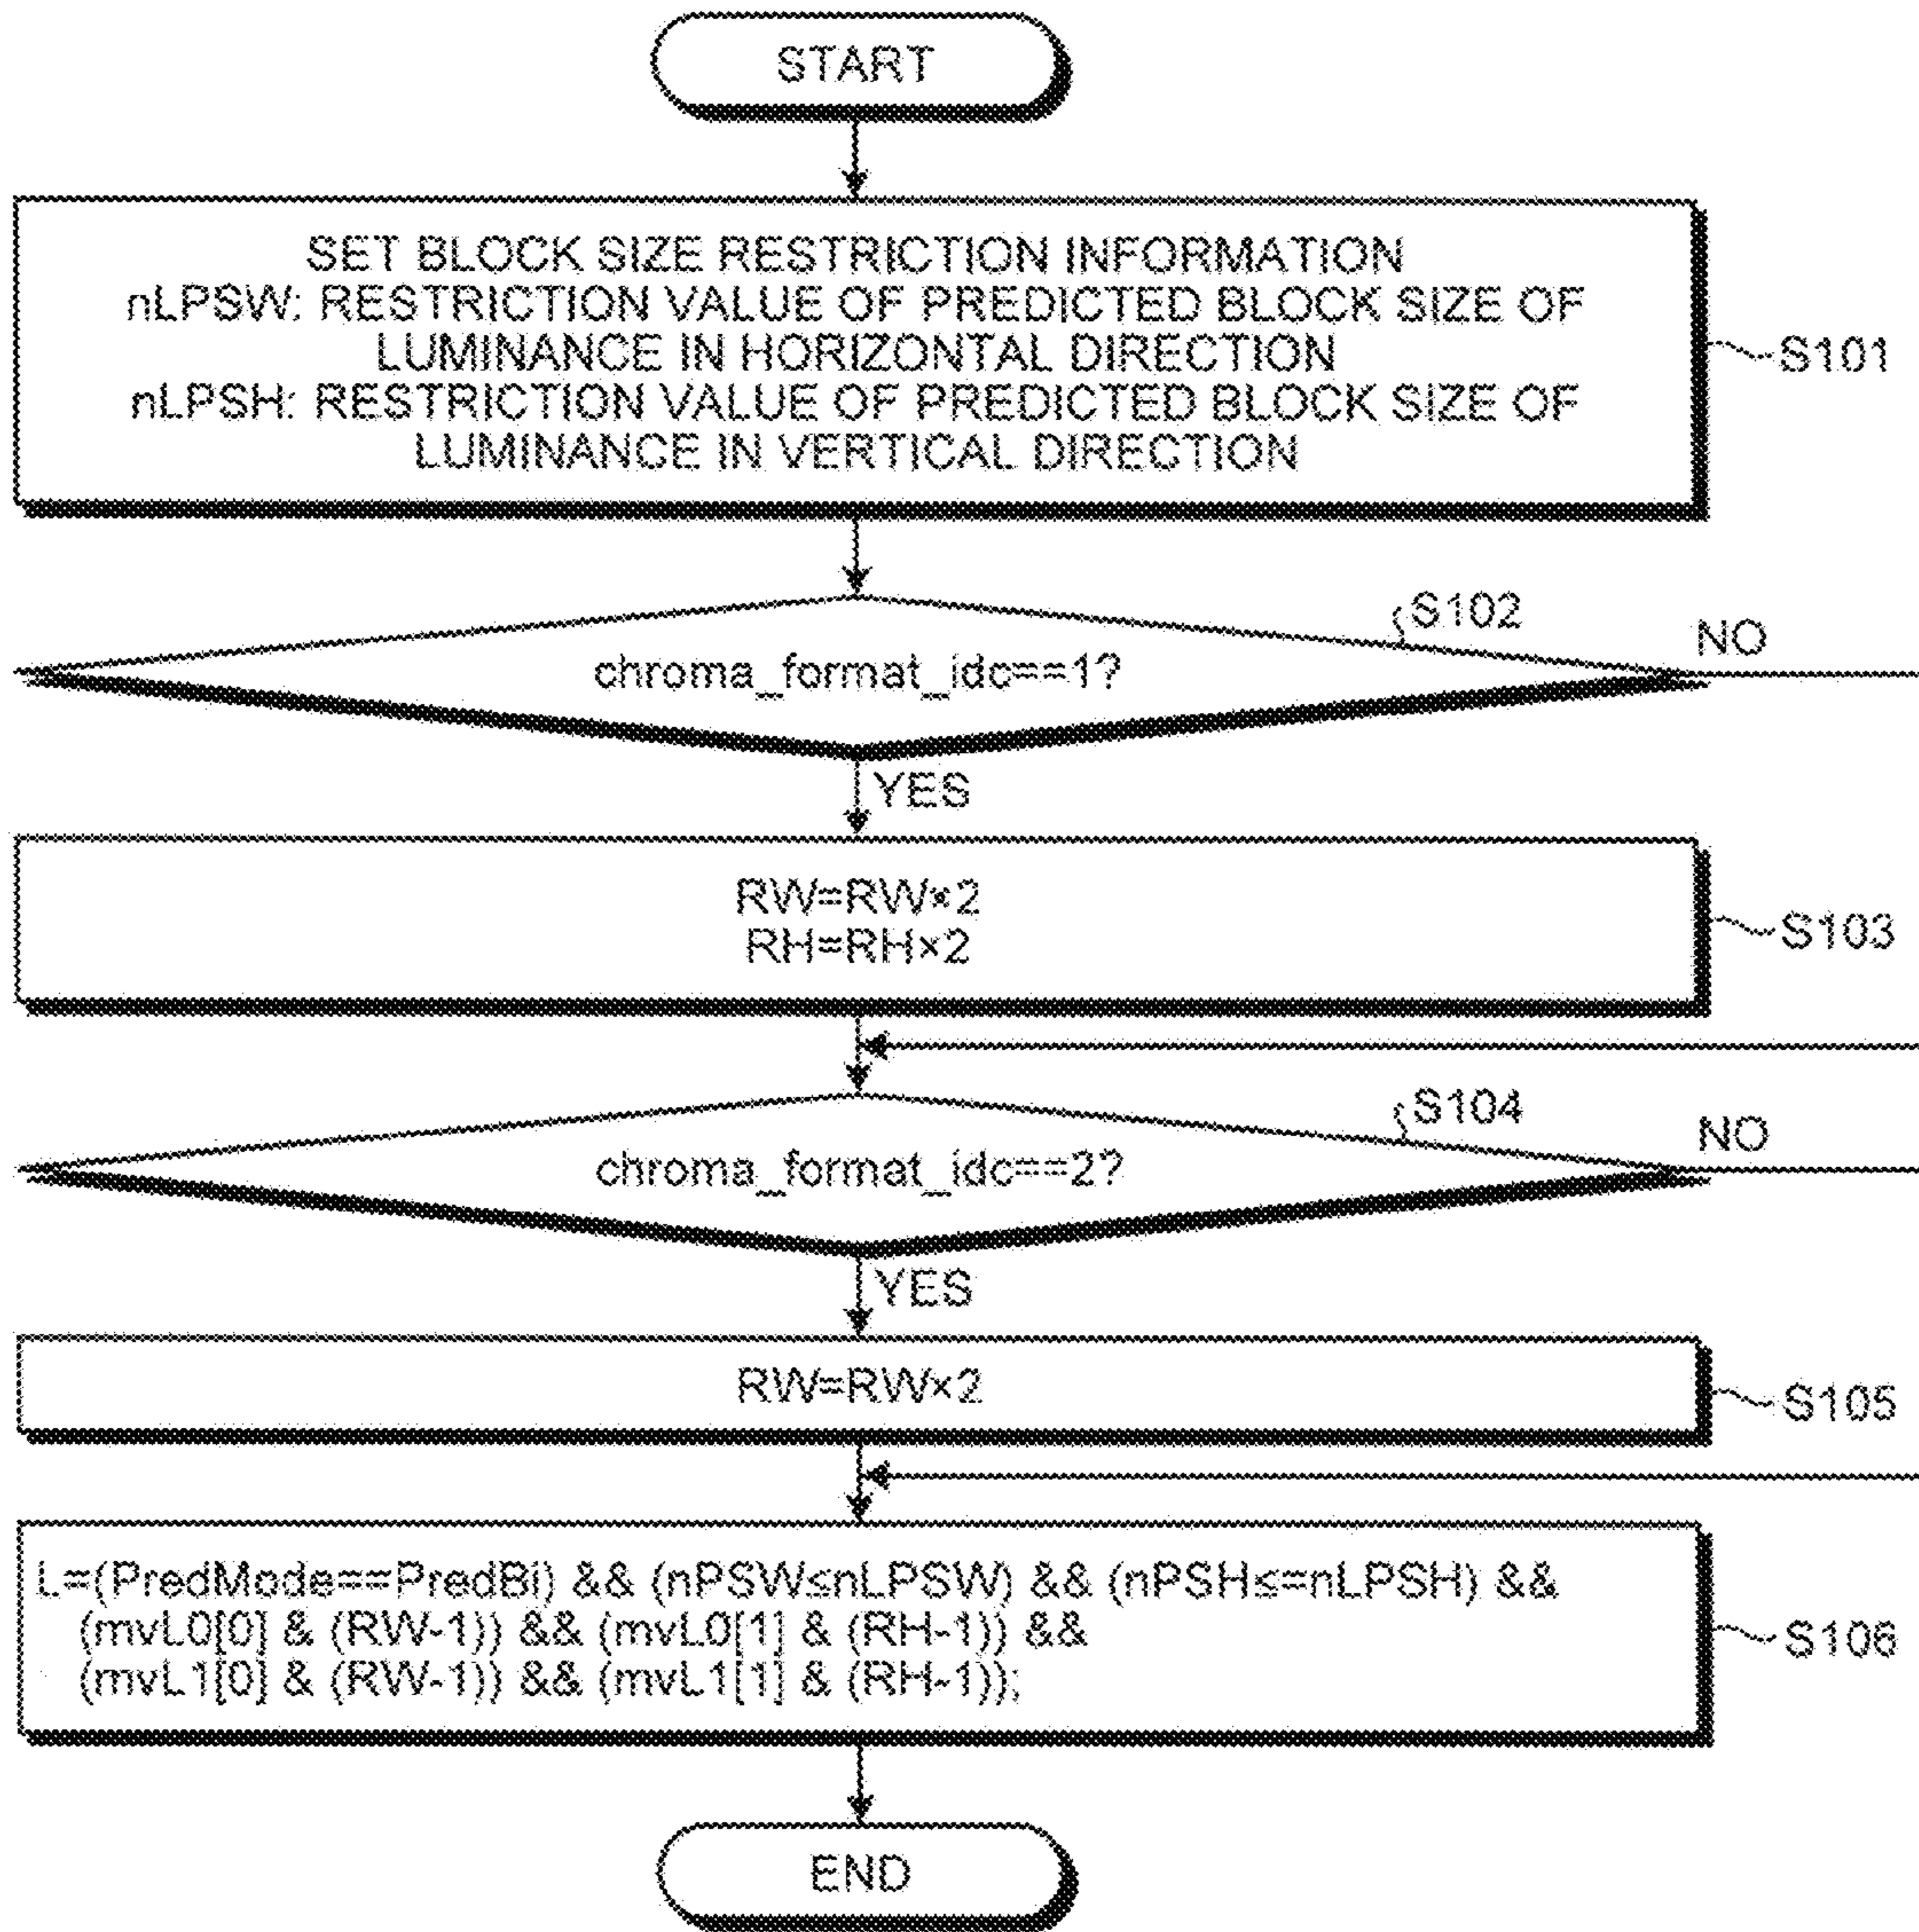 START
SET BLOCK SIZE RESTRICTION INFORMATION
nLPSW: RESTRICTION VALUE OF PREDICTED BLOCK SIZE OF
LUMINANCE IN HORIZONTAL DIRECTION
nLPSH: RESTRICTION VALUE OF PREDICTED BLOCK SIZE OF
LUMINANCE IN VERTICAL DIRECTION
S101
S102
NO
chroma_format_idc==1?
YES
RW=RW×2
RH=RH×2
S103
S104
NO
chroma_format_idc==2?
YES
RW=RW×2
S105
L=(PredMode==PredBi) && (nPSW≤nLPSW) && (nPSH≤=nLPSH) &&
(mvL0[0] & (RW-1)) && (mvL0[1] & (RH-1)) &&
(mvL1[0] & (RW-1)) && (mvL1[1] & (RH-1));
S106
END